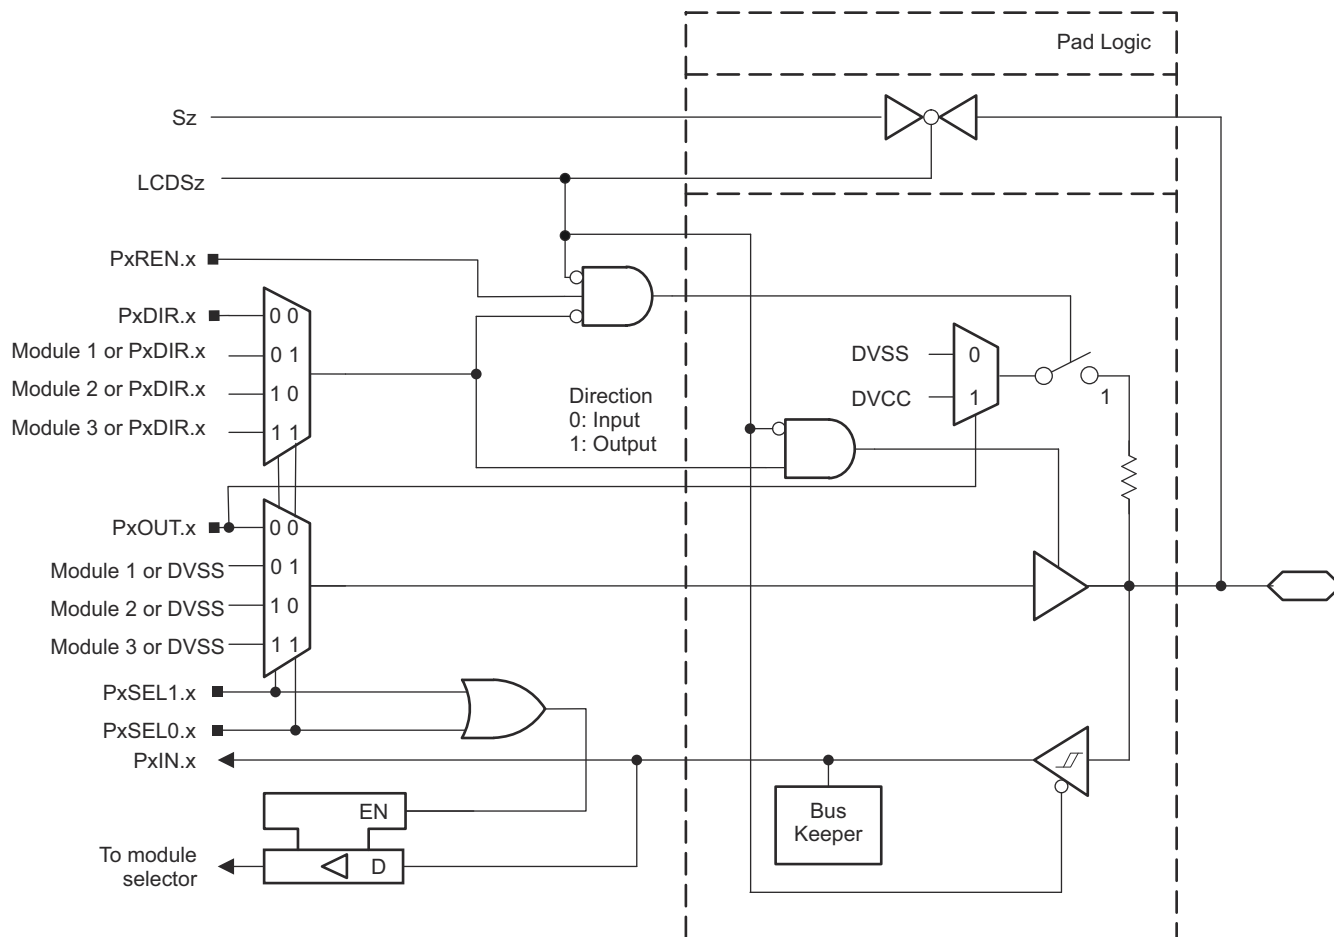 Pad Logic
Sz
LCDSz
PxREN.x
PxDIR.x
0 0
Module 1 or PxDIR.x
0 1
Module 2 or PxDIR.x
1 0
Module 3 or PxDIR.x
1 1
Direction
0: Input
1: Output
DVSS
0
DVCC
1
1
PxOUT.x
0 0
Module 1 or DVSS
0 1
Module 2 or DVSS
1 0
Module 3 or DVSS
1 1
PxSEL1.x
PxSEL0.x
PxIN.x
Bus
Keeper
EN
D
To module
selector